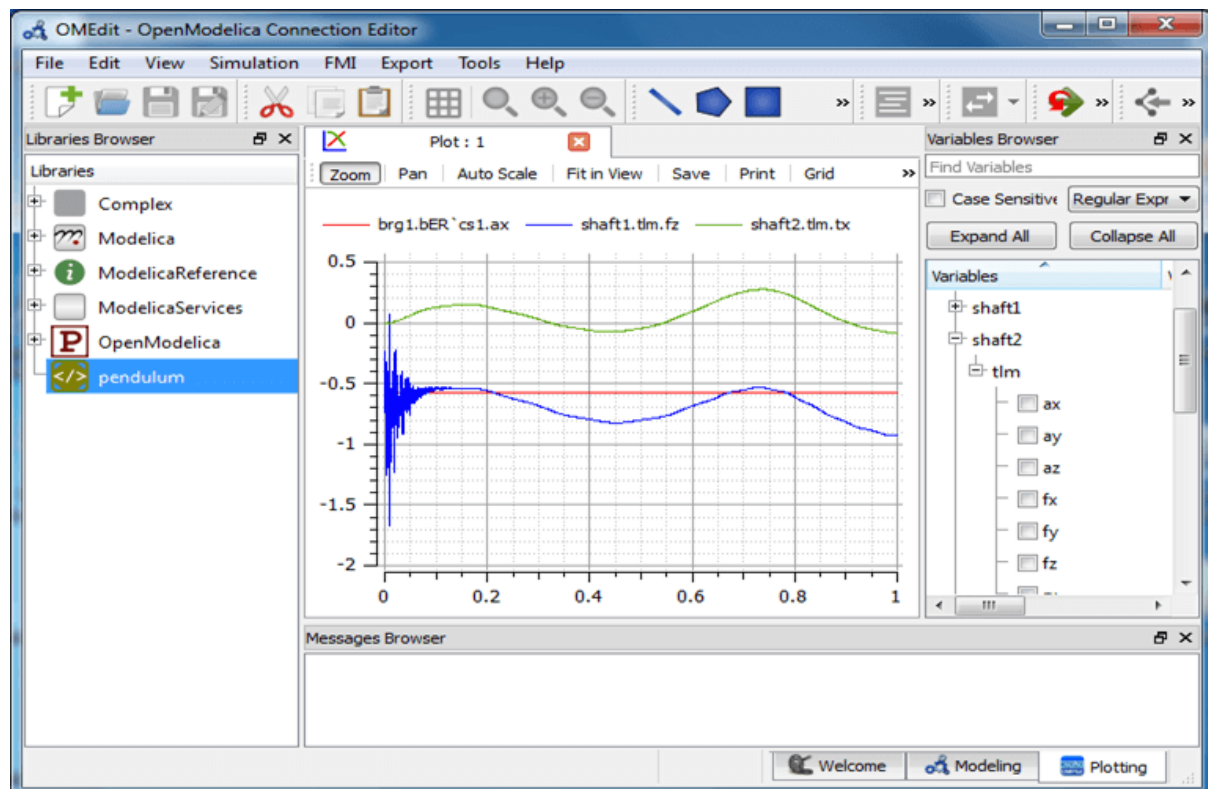 OMEdit - OpenModelica Connection Editor
File Edit View Simulation FMI Export Tools Help
» » » »
Libraries Browser
Libraries
Complex
Modelica
ModelicaReference
ModelicaServices
P OpenModelica
</> pendulum
Plot : 1
Zoom Pan Auto Scale Fit in View Save Print Grid »
brg1.bER`cs1.ax shaft1.tlm.fz shaft2.tlm.tx
0.5
0
-0.5
-1
-1.5
-2
0 0.2 0.4 0.6 0.8 1
Variables Browser
Find Variables
Case Sensitive Regular Expr
Expand All Collapse All
Variables
shaft1
shaft2
tlm
ax
ay
az
fx
fy
fz
Messages Browser
Welcome Modeling Plotting